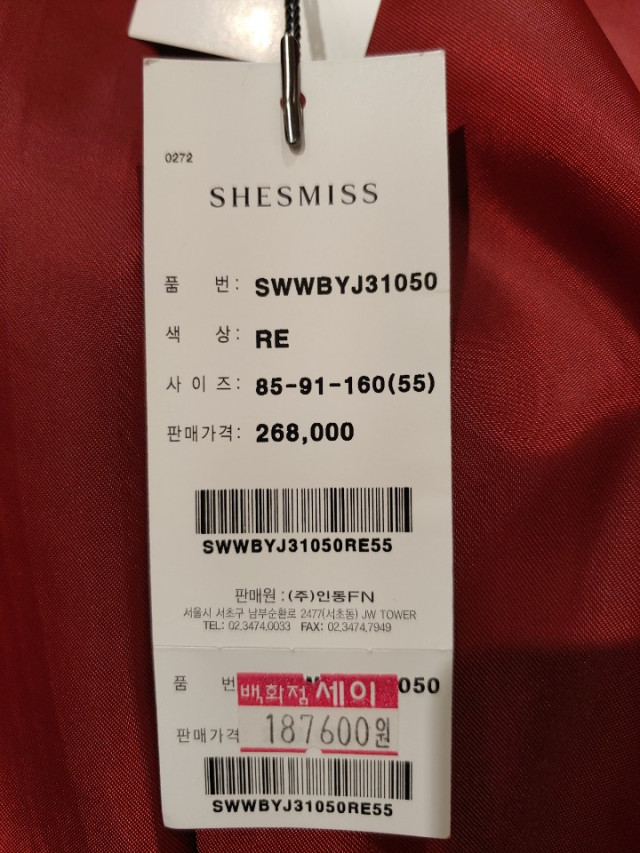 0272
SHESMISS
품 번: SWWBYJ31050
색 상: RE
사 이 즈: 85-91-160(55)
판매가격: 268,000
SWWBYJ31050RE55
판매원 : (주)인동FN
서울시 서초구 남부순환로 2477(서초동) JW TOWER
TEL: 02.3474.0033 FAX: 02.3474.7949
품 번 050
백화점 세이
판매가격 187600원
SWWBYJ31050RE55